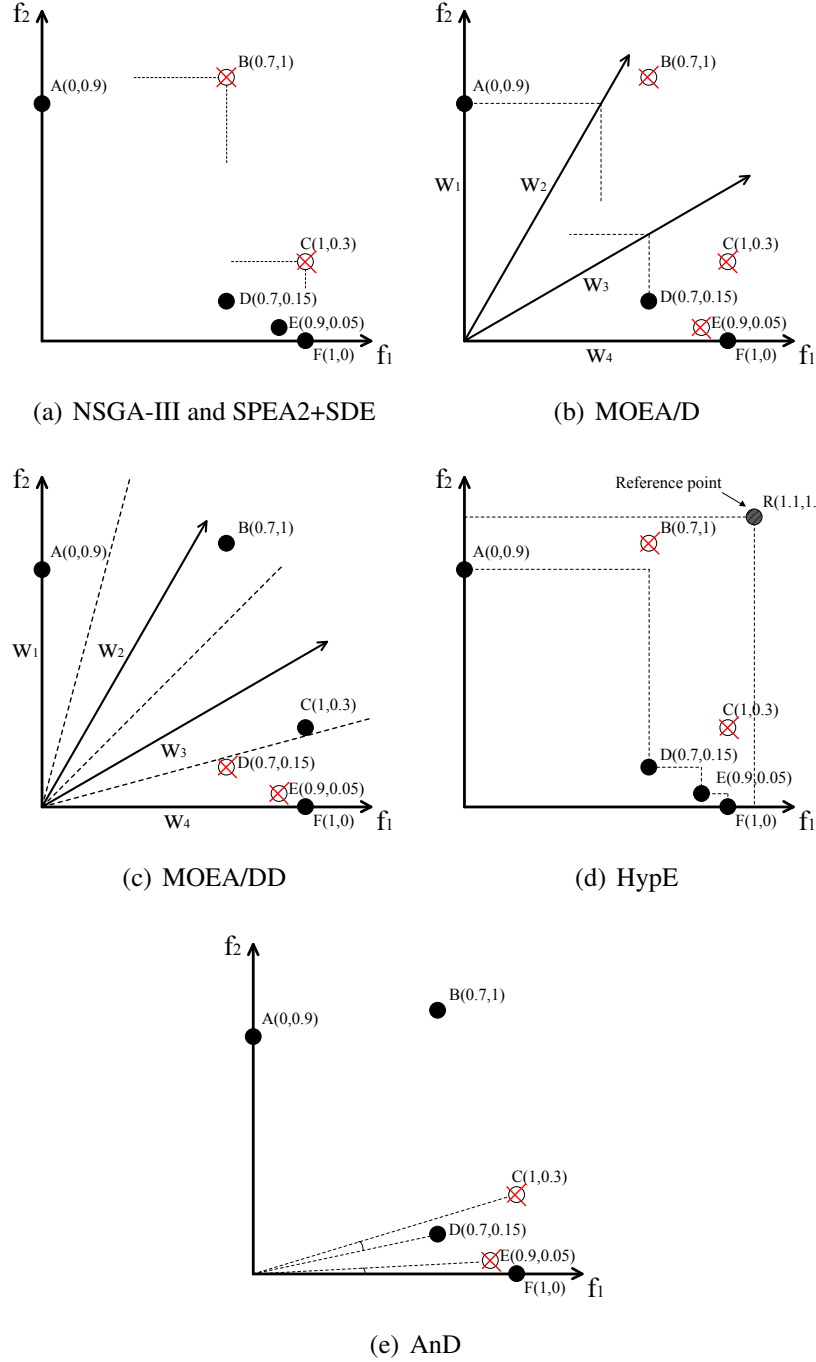 f2
B(0.7,1)
A(0,0.9)
C(1,0.3)
D(0.7,0.15)
E(0.9,0.05)
F(1,0)
f1
(a) NSGA-III and SPEA2+SDE
f2
B(0.7,1)
A(0,0.9)
W1
W2
C(1,0.3)
W3
D(0.7,0.15)
E(0.9,0.05)
F(1,0)
W4
f1
(b) MOEA/D
f2
B(0.7,1)
A(0,0.9)
W1
W2
C(1,0.3)
W3
D(0.7,0.15)
E(0.9,0.05)
W4
F(1,0)
f1
(c) MOEA/DD
f2
Reference point
R(1.1,1.
B(0.7,1)
A(0,0.9)
C(1,0.3)
D(0.7,0.15)
E(0.9,0.05)
F(1,0)
f1
(d) HypE
f2
B(0.7,1)
A(0,0.9)
C(1,0.3)
D(0.7,0.15)
E(0.9,0.05)
F(1,0)
f1
(e) AnD